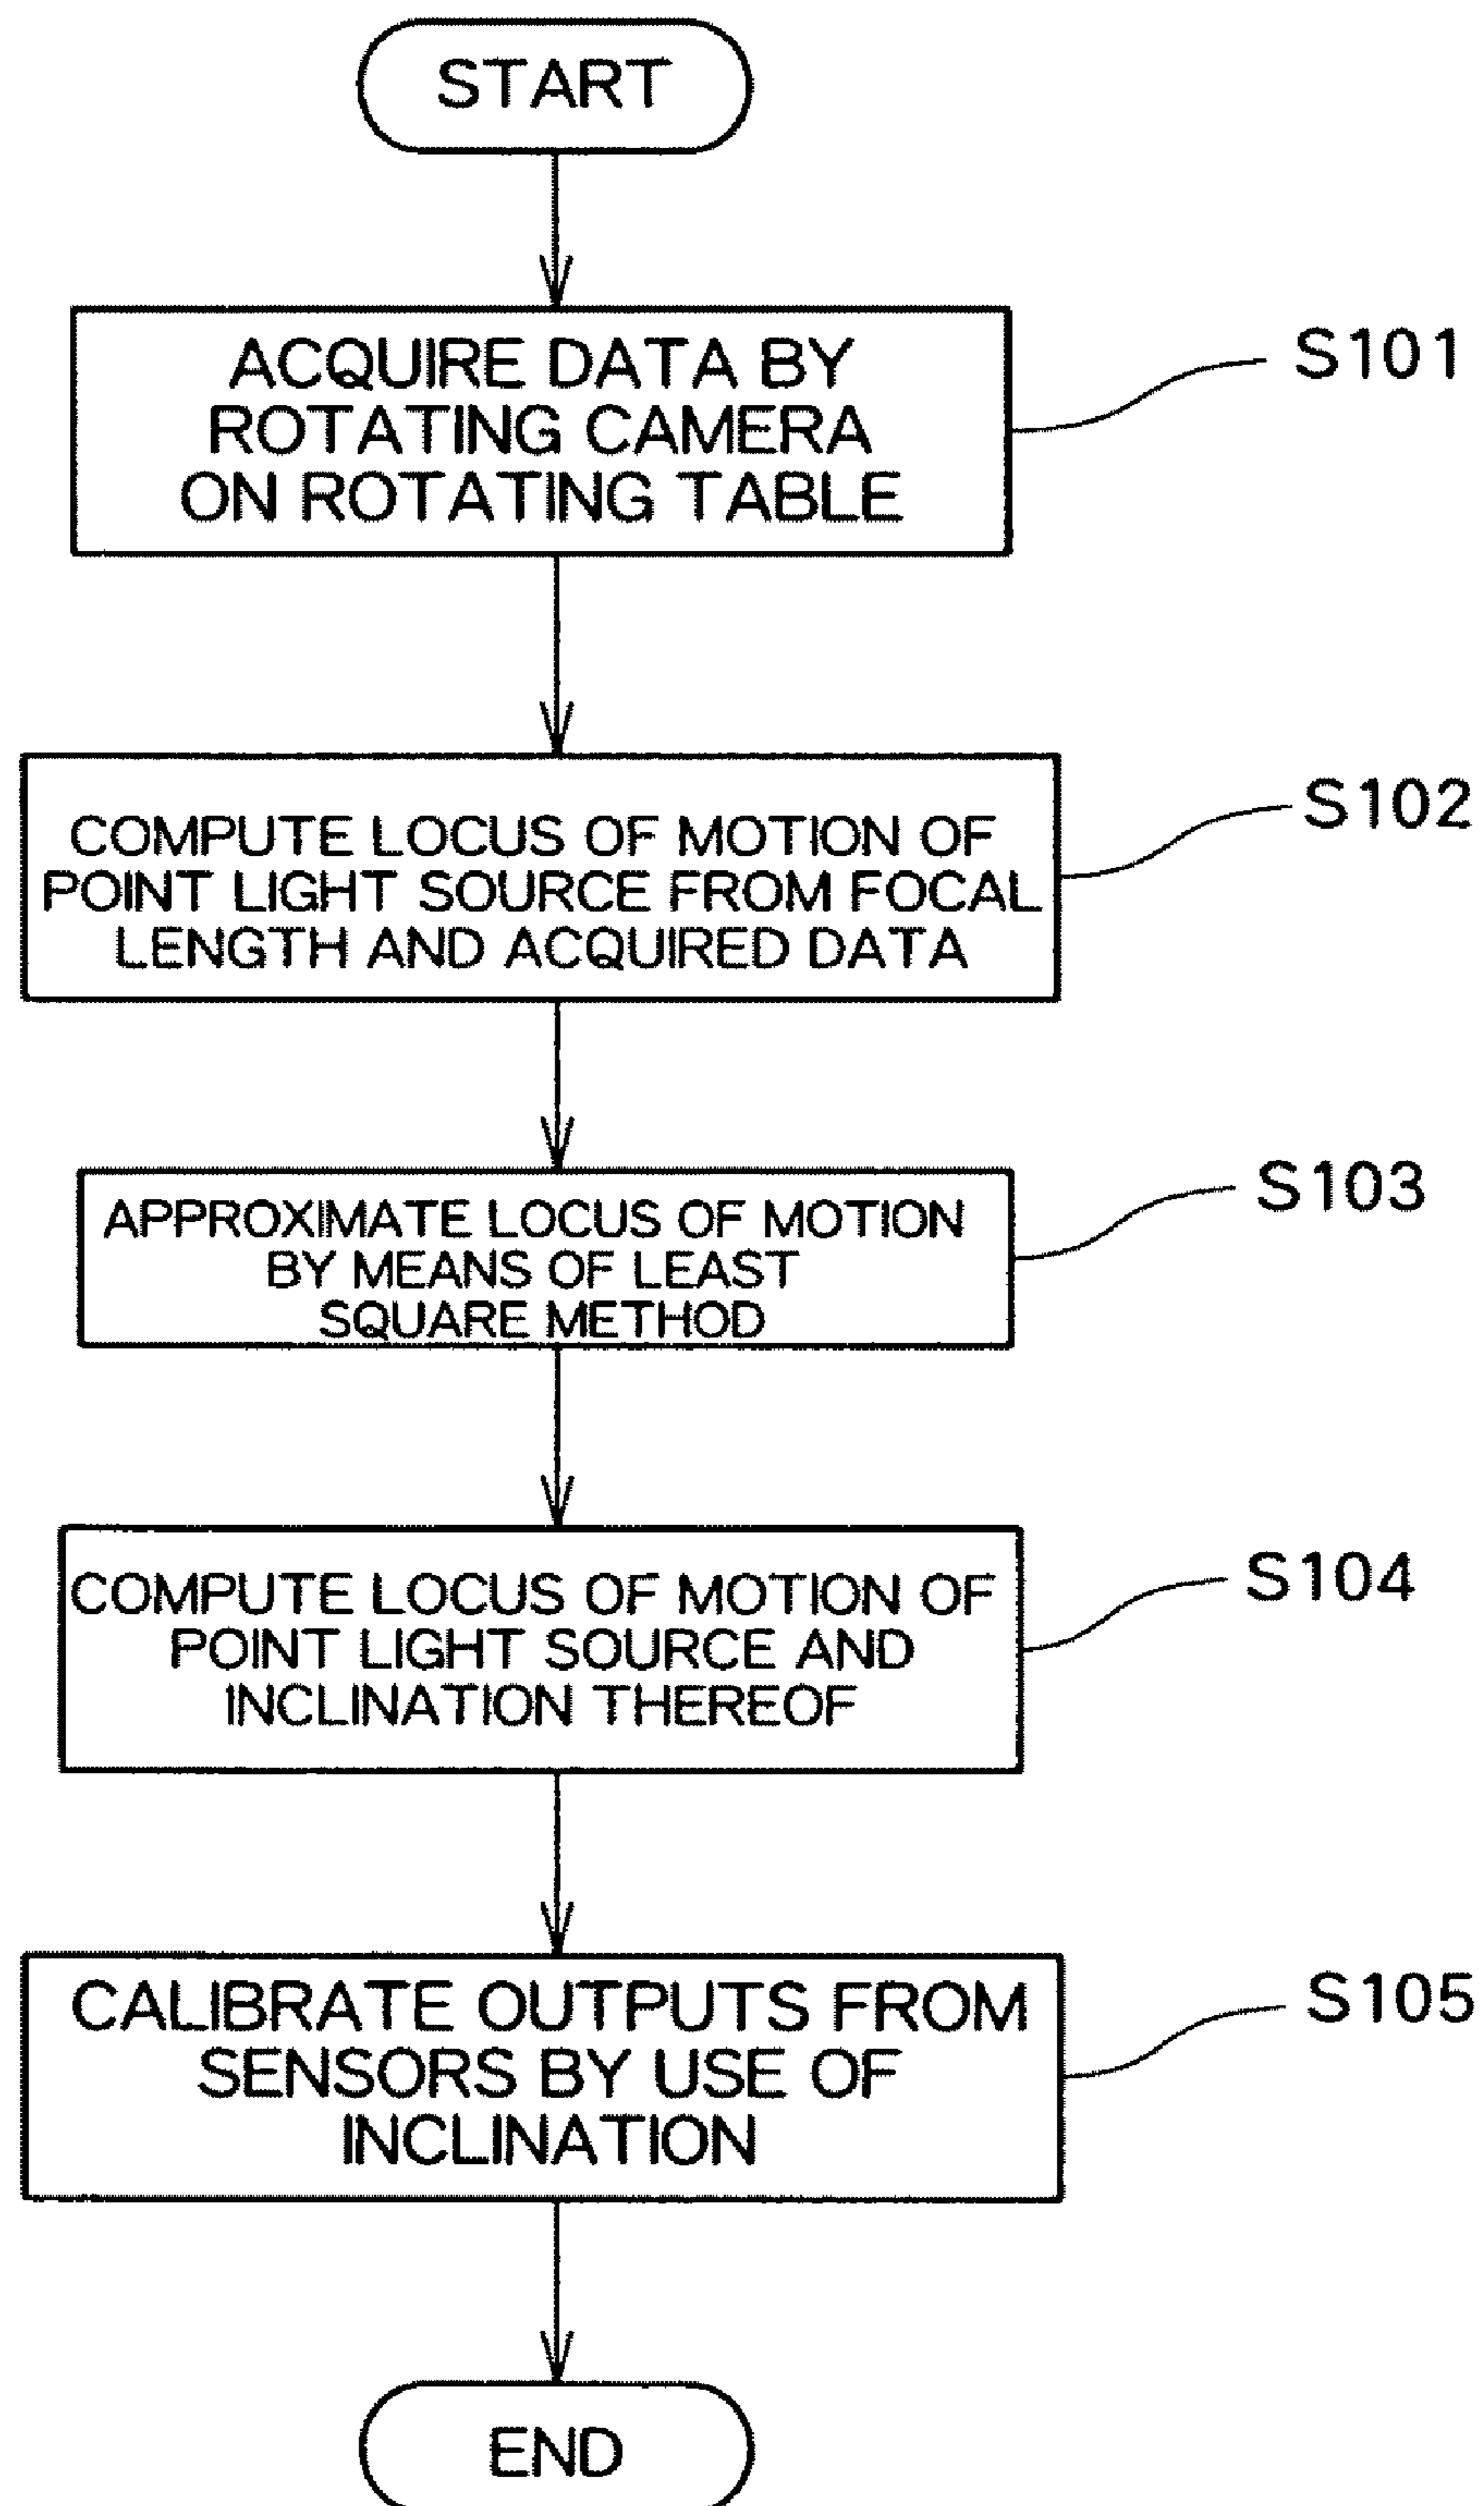 START
ACQUIRE DATA BY
ROTATING CAMERA
ON ROTATING TABLE
S101
COMPUTE LOCUS OF MOTION OF
POINT LIGHT SOURCE FROM FOCAL
LENGTH AND ACQUIRED DATA
S102
APPROXIMATE LOCUS OF MOTION
BY MEANS OF LEAST
SQUARE METHOD
S103
COMPUTE LOCUS OF MOTION OF
POINT LIGHT SOURCE AND
INCLINATION THEREOF
S104
CALIBRATE OUTPUTS FROM
SENSORS BY USE OF
INCLINATION
S105
END